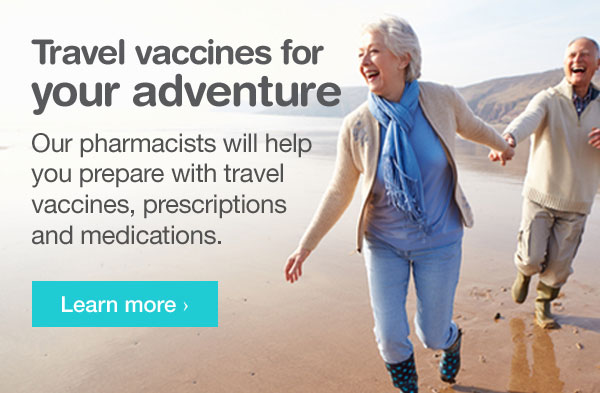 Travel vaccines for
your adventure
Our pharmacists will help
you prepare with travel
vaccines, prescriptions
and medications.
Learn more ›